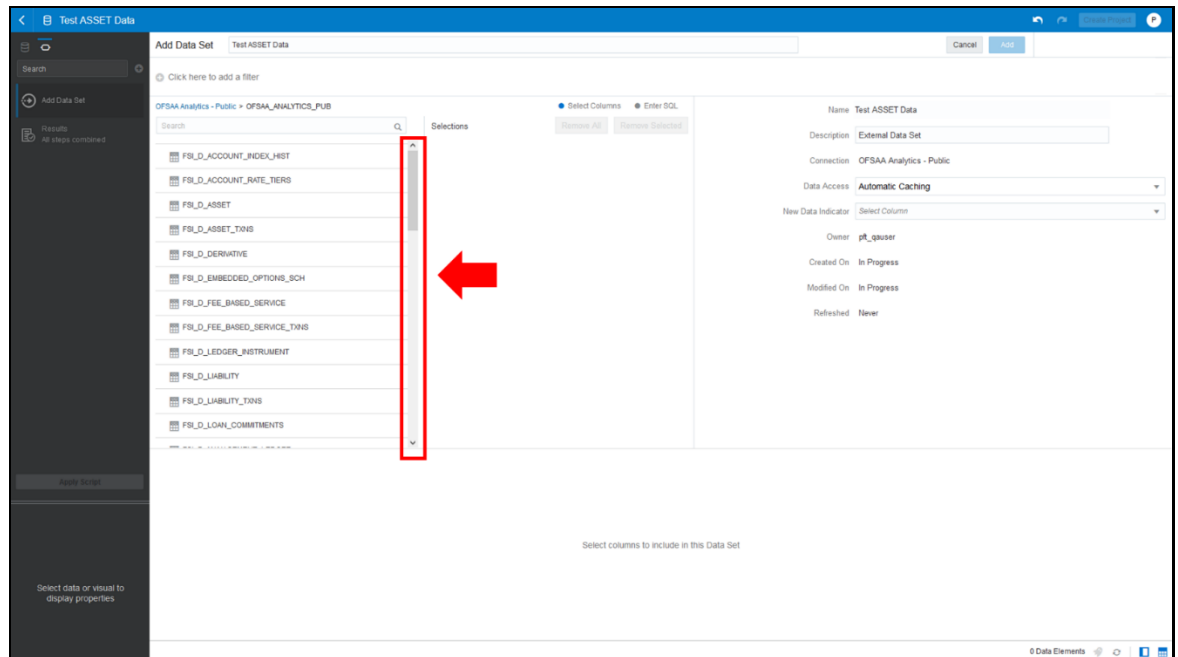 Test ASSET Data
Create Project
P
Search
Add Data Set
Results
All steps combined
Apply Script
Select data or visual to
display properties
Add Data Set Test ASSET Data
Cancel Add
Click here to add a filter
OFSAA Analytics - Public > OFSAA_ANALYTICS_PUB
Select Columns Enter SQL
Search
Selections
Remove All Remove Selected
FSI_D_ACCOUNT_INDEX_HIST
FSI_D_ACCOUNT_RATE_TIERS
FSI_D_ASSET
FSI_D_ASSET_TXNS
FSI_D_DERIVATIVE
FSI_D_EMBEDDED_OPTIONS_SCH
FSI_D_FEE_BASED_SERVICE
FSI_D_FEE_BASED_SERVICE_TXNS
FSI_D_LEDGER_INSTRUMENT
FSI_D_LIABILITY
FSI_D_LIABILITY_TXNS
FSI_D_LOAN_COMMITMENTS
Name Test ASSET Data
Description External Data Set
Connection OFSAA Analytics - Public
Data Access Automatic Caching
New Data Indicator Select Column
Owner pft_qauser
Created On In Progress
Modified On In Progress
Refreshed Never
Select columns to include in this Data Set
0 Data Elements